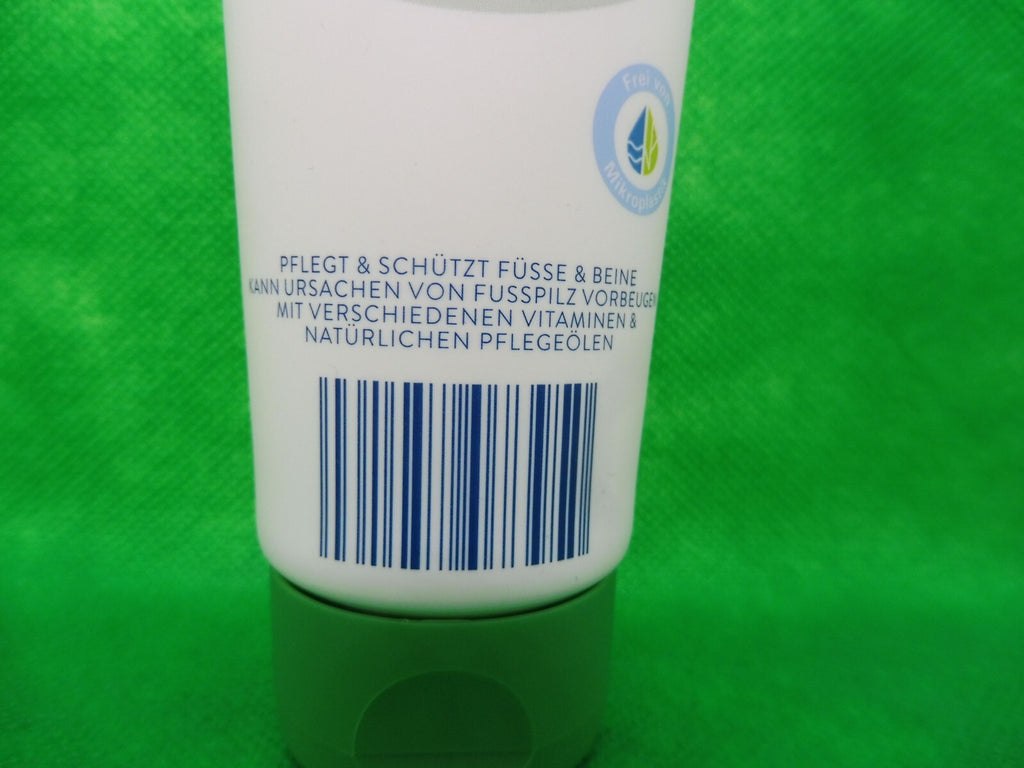 Frei von
Mikroplastik
PFLEGT & SCHÜTZT FÜSSE & BEINE
KANN URSACHEN VON FUSSPILZ VORBEUGEN
MIT VERSCHIEDENEN VITAMINEN &
NATÜRLICHEN PFLEGEÖLEN